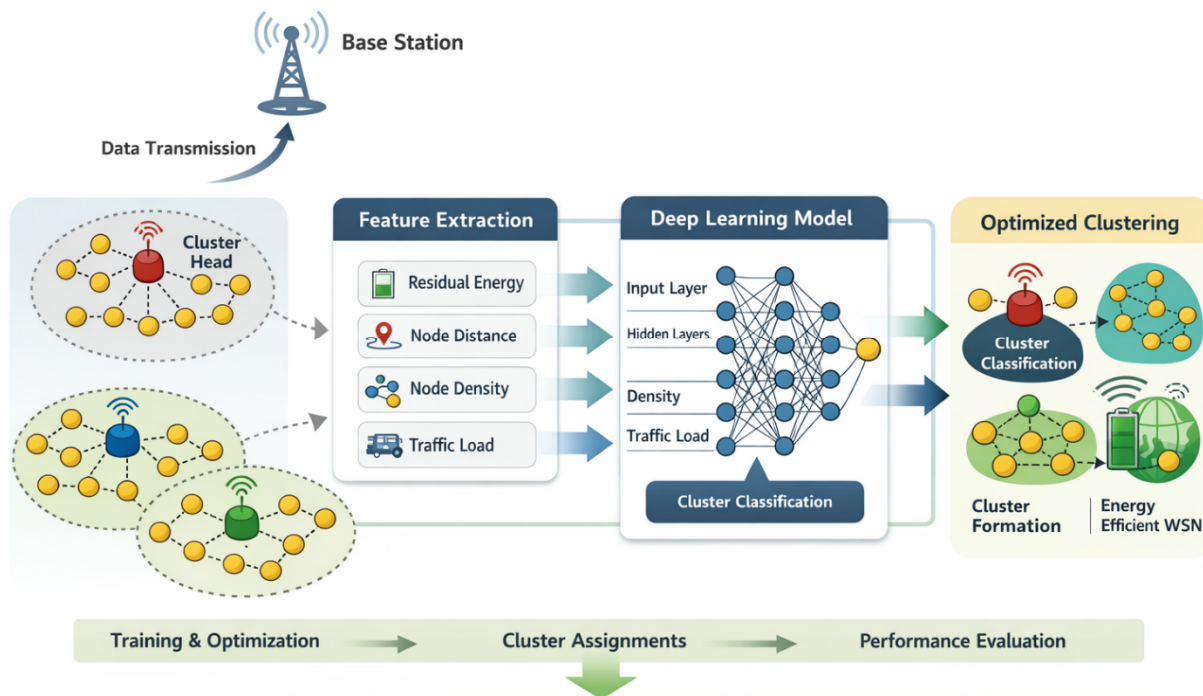 Base Station
Data Transmission
Cluster
Head
Feature Extraction
Residual Energy
Node Distance
Node Density
Traffic Load
Deep Learning Model
Input Layer
Hidden Layers
Density
Traffic Load
Cluster Classification
Optimized Clustering
Cluster
Classification
Cluster
Formation
Energy
Efficient WSN
Training & Optimization
Cluster Assignments
Performance Evaluation